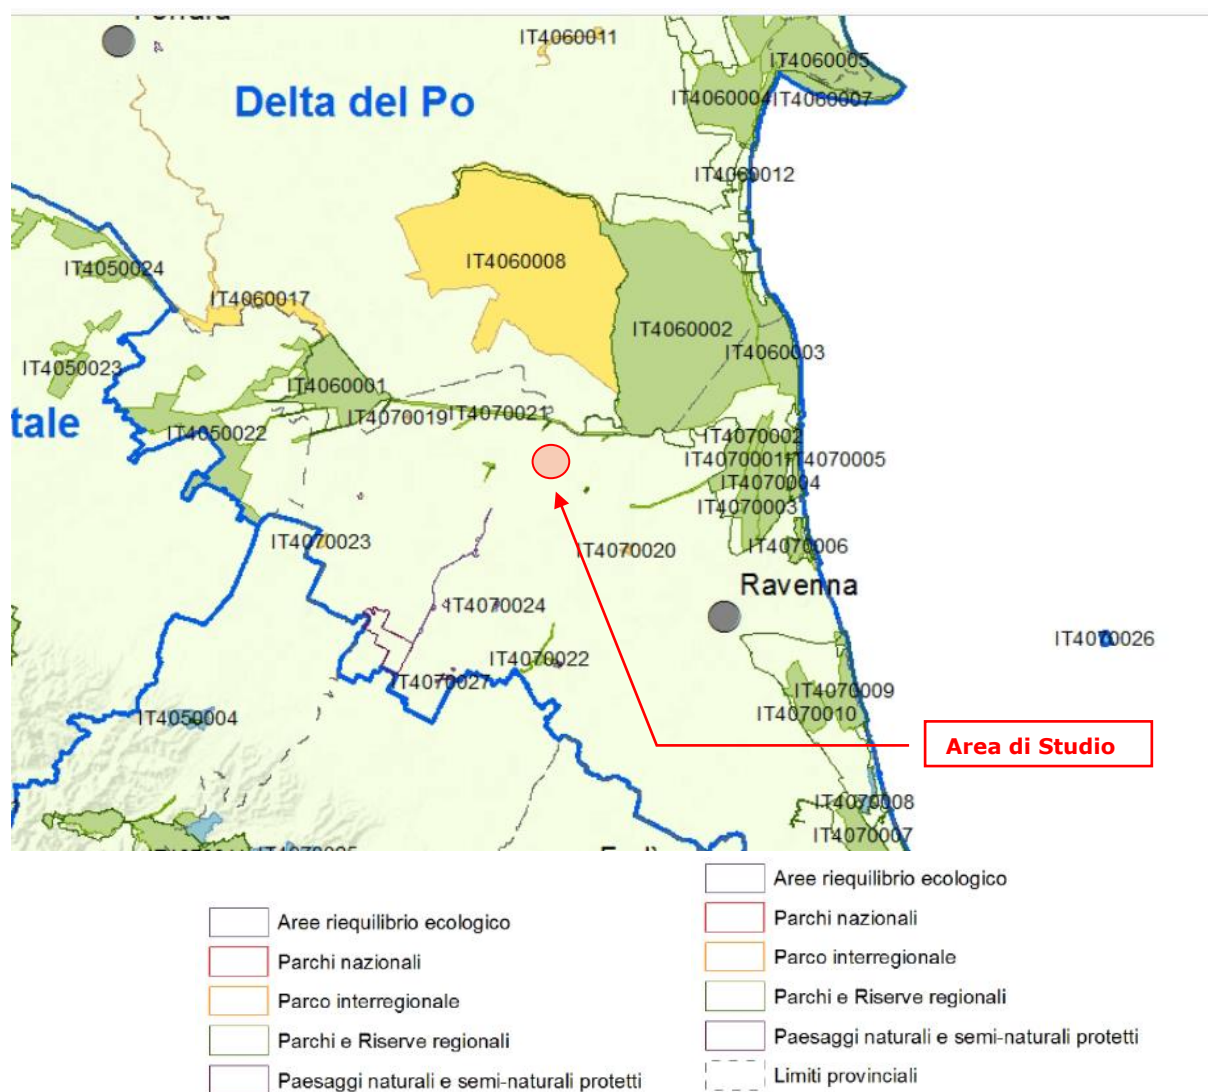 IT4060011
IT4060005
Delta del Po
IT4060004
IT4060007
IT4060012
IT4060008
IT4050024
IT4060017
IT4060002
IT4060003
IT4050023
IT4060001
IT4070019
IT4070021
tale
IT4050022
IT4070002
IT4070001
IT4070005
IT4070004
IT4070003
IT4070023
IT4070020
IT4070006
Ravenna
IT4070024
IT4070026
IT4070022
IT4070027
IT4070009
IT4070010
IT4050004
Area di Studio
IT4070008
IT4070007
Aree riequilibrio ecologico
Parchi nazionali
Parco interregionale
Parchi e Riserve regionali
Paesaggi naturali e semi-naturali protetti
Aree riequilibrio ecologico
Parchi nazionali
Parco interregionale
Parchi e Riserve regionali
Paesaggi naturali e semi-naturali protetti
Limiti provinciali